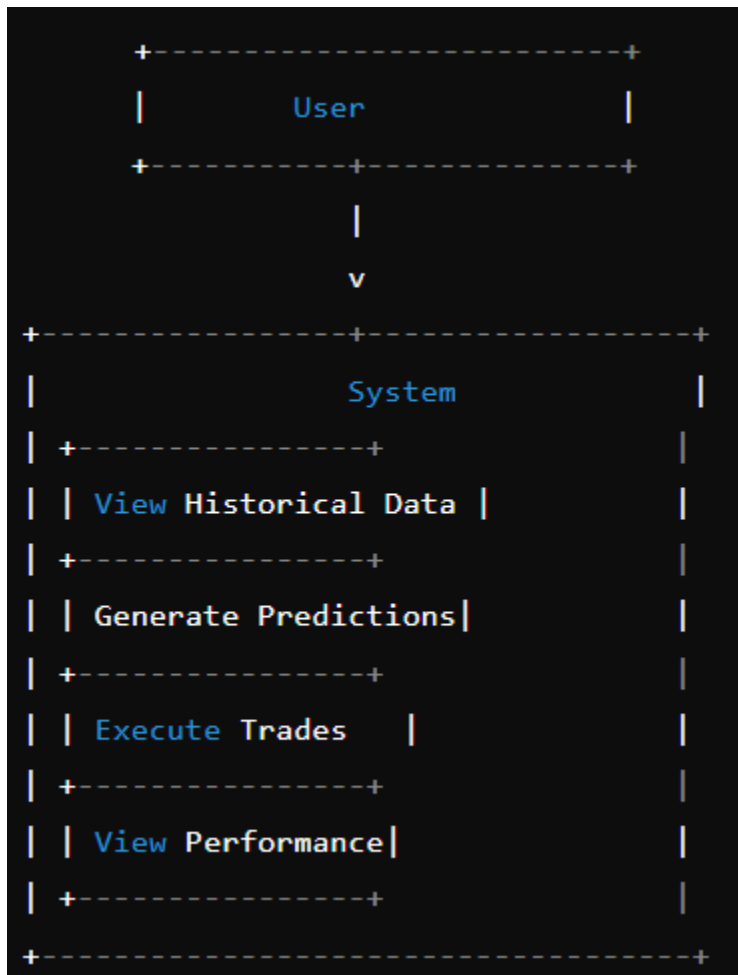 +--------------------------+
|        User              |
+-----------+--------------+
            |
            v
+-----------------+------------------+
|                 System             |
| +----------------+                |
| | View Historical Data |          |
| +----------------+                |
| | Generate Predictions|           |
| +----------------+                |
| | Execute Trades   |              |
| +----------------+                |
| | View Performance|               |
| +----------------+                |
+------------------------------------+